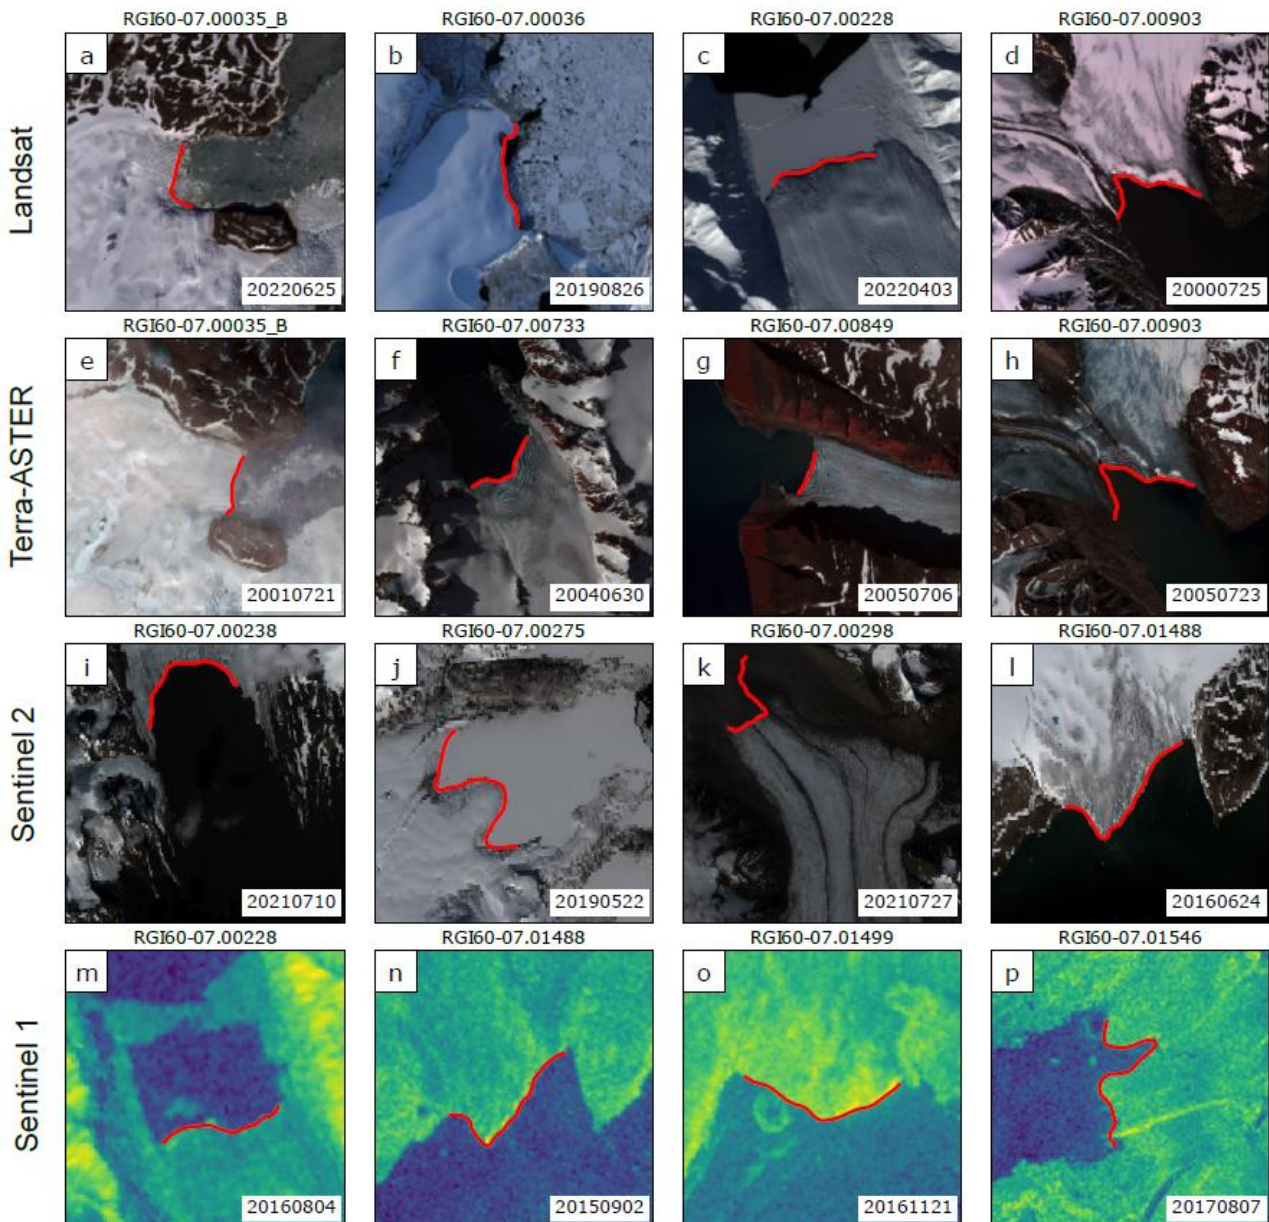 RGI60-07.00035_B RGI60-07.00036 RGI60-07.00228 RGI60-07.00903
Landsat
a b c d
20220625 20190826 20220403 20000725
RGI60-07.00035_B RGI60-07.00733 RGI60-07.00849 RGI60-07.00903
Terra-ASTER
e f g h
20010721 20040630 20050706 20050723
RGI60-07.00238 RGI60-07.00275 RGI60-07.00298 RGI60-07.01488
Sentinel 2
i j k l
20210710 20190522 20210727 20160624
RGI60-07.00228 RGI60-07.01488 RGI60-07.01499 RGI60-07.01546
Sentinel 1
m n o p
20160804 20150902 20161121 20170807